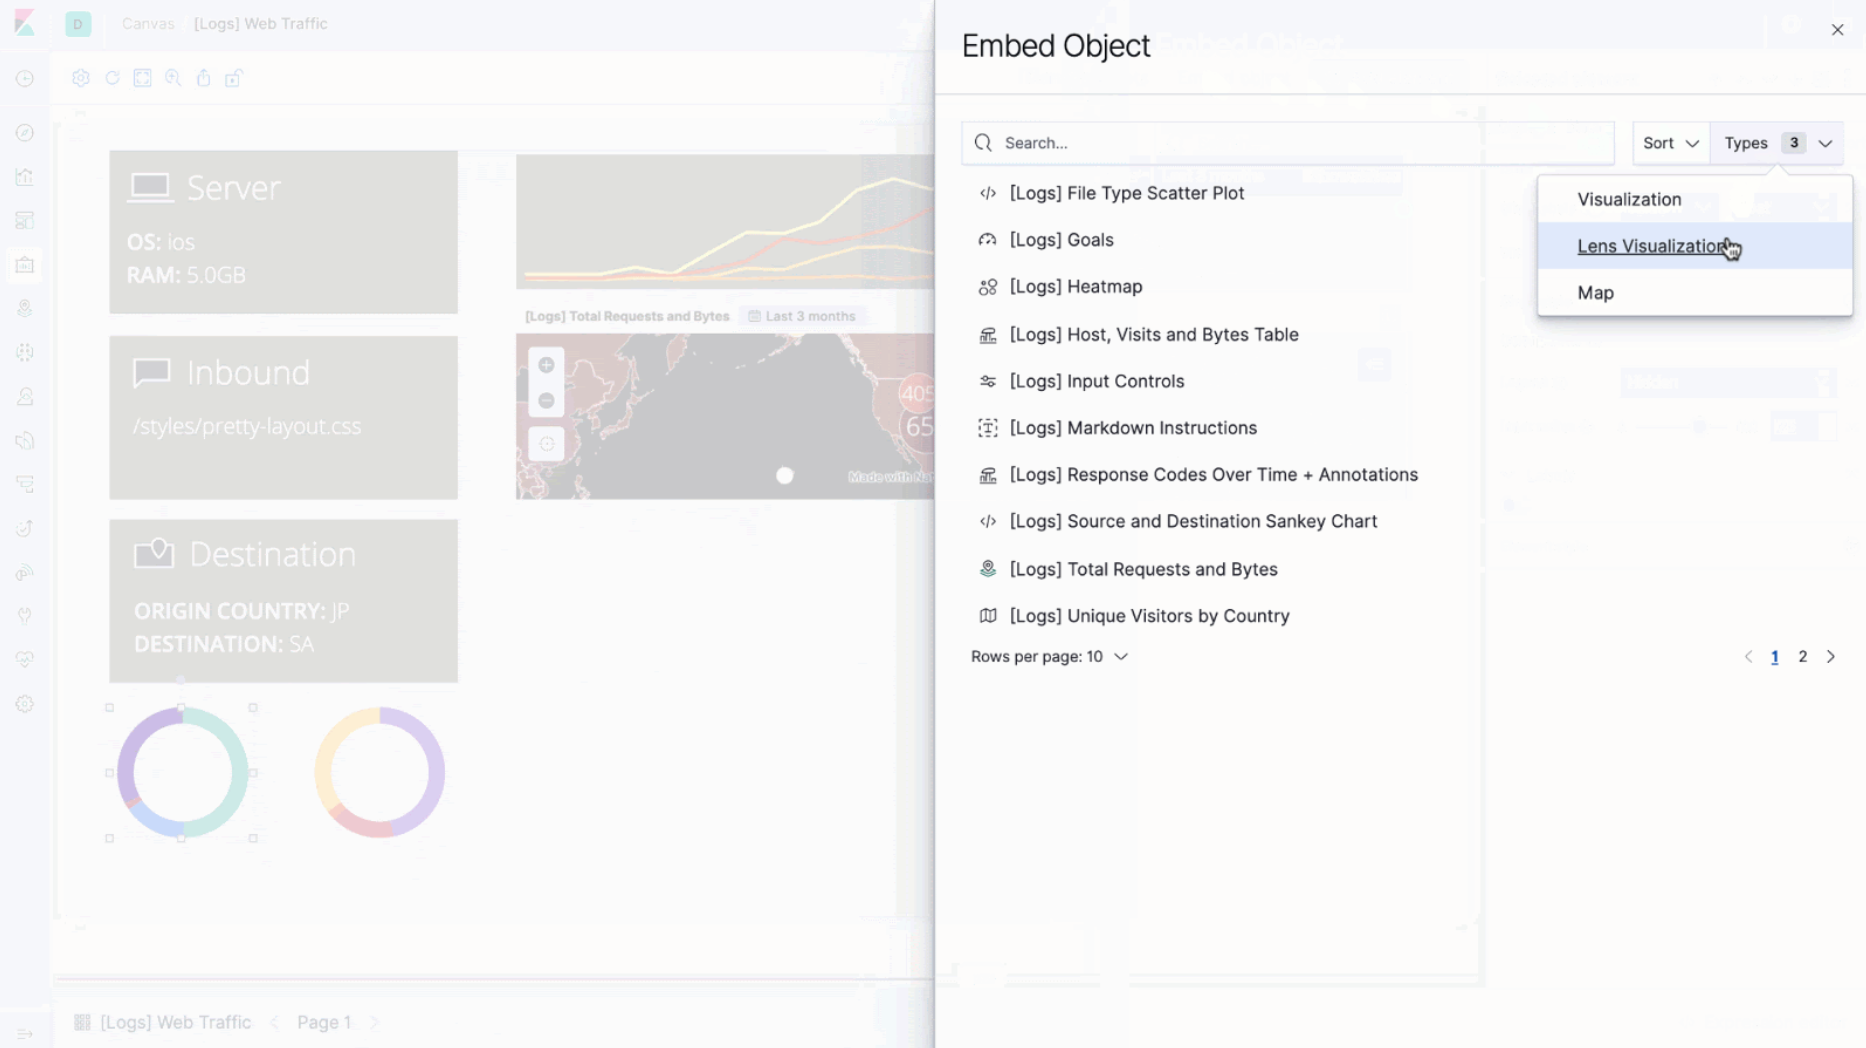 D
Canvas
[Logs] Web Traffic
Server
OS: ios
RAM: 5.0GB
[Logs] Total Requests and Bytes
Last 3 months
Inbound
/styles/pretty-layout.css
405
65
Made with Nat
Destination
ORIGIN COUNTRY: JP
DESTINATION: SA
[Logs] Web Traffic
Page 1
Embed Object
Search...
Sort
Types 3
Visualization
Lens Visualization
Map
[Logs] File Type Scatter Plot
[Logs] Goals
[Logs] Heatmap
[Logs] Host, Visits and Bytes Table
[Logs] Input Controls
[Logs] Markdown Instructions
[Logs] Response Codes Over Time + Annotations
[Logs] Source and Destination Sankey Chart
[Logs] Total Requests and Bytes
[Logs] Unique Visitors by Country
Rows per page: 10
1 2